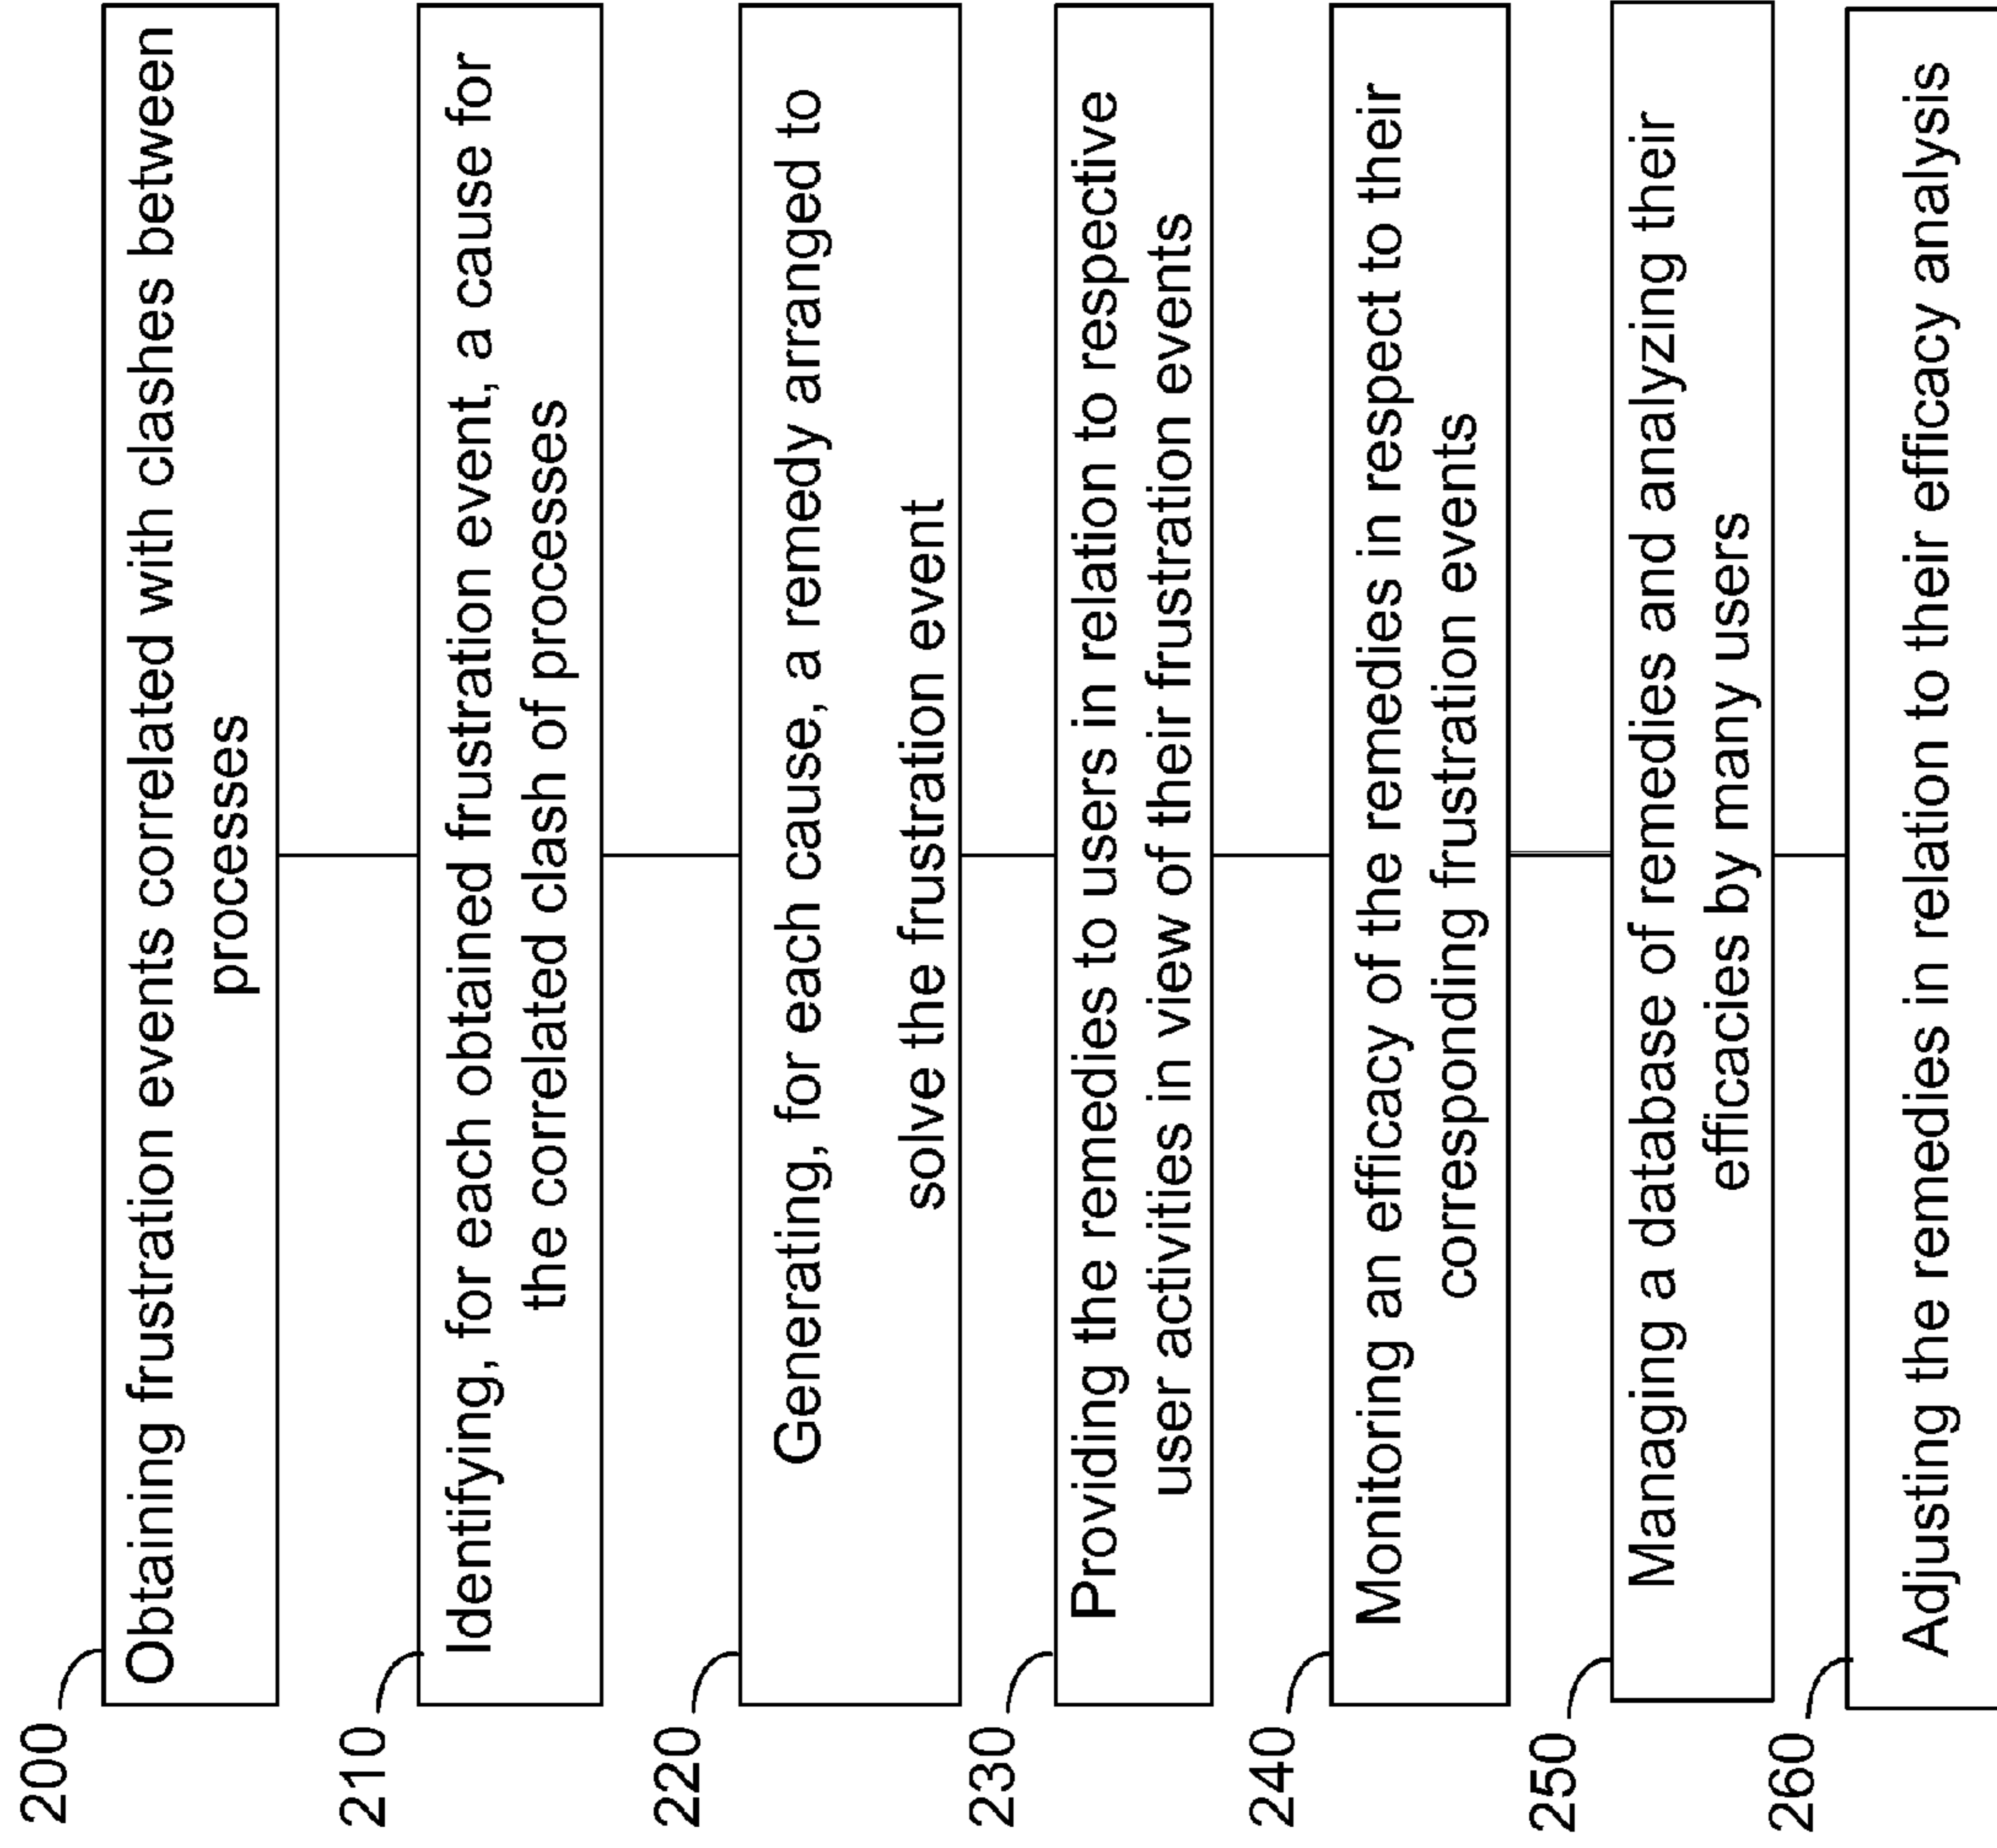 200
Obtaining frustration events correlated with clashes between
processes
210
Identifying, for each obtained frustration event, a cause for
the correlated clash of processes
220
Generating, for each cause, a remedy arranged to
solve the frustration event
230
Providing the remedies to users in relation to respective
user activities in view of their frustration events
240
Monitoring an efficacy of the remedies in respect to their
corresponding frustration events
250
Managing a database of remedies and analyzing their
efficacies by many users
260
Adjusting the remedies in relation to their efficacy analysis